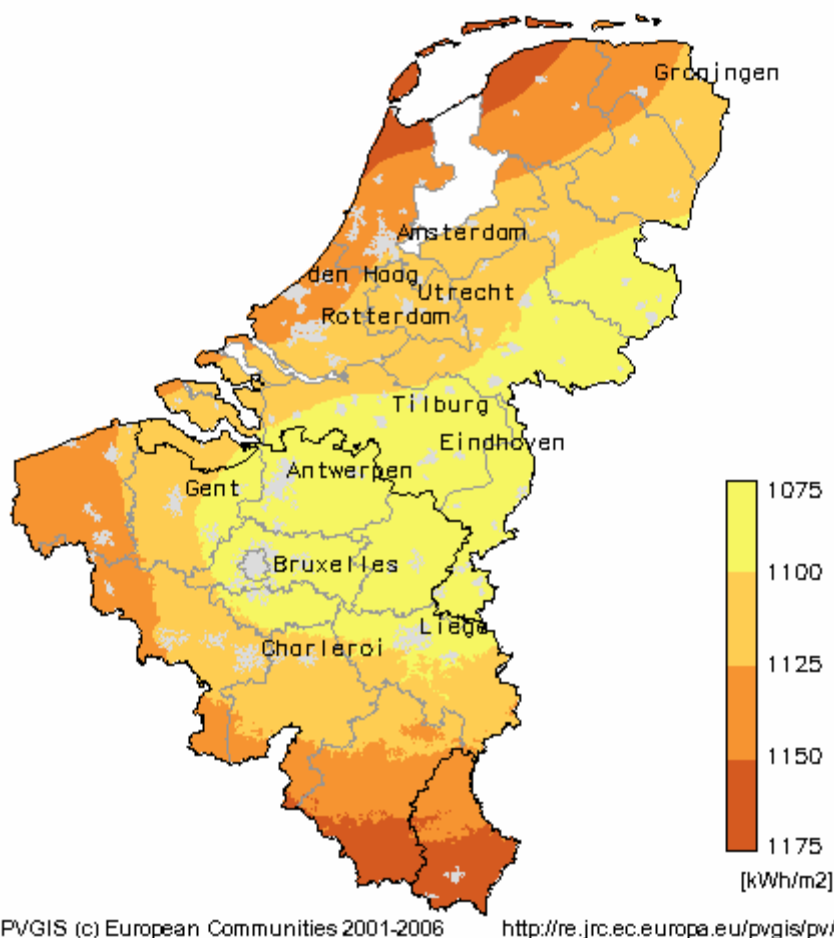 Groningen
Amsterdam
den Haag
Utrecht
Rotterdam
Tilburg
Eindhoven
Antwerpen
Gent
Bruxelles
Liège
Charleroi
1075
1100
1125
1150
1175
[kWh/m2]
PVGIS (c) European Communities 2001-2006 http://re.jrc.ec.europa.eu/pvgis/pv/